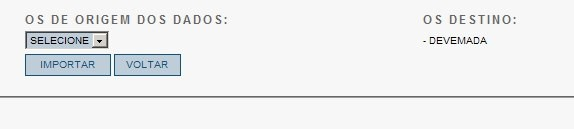 OS DE ORIGEM DOS DADOS:
SELECIONE
IMPORTAR VOLTAR
OS DESTINO:
- DEVEMADA